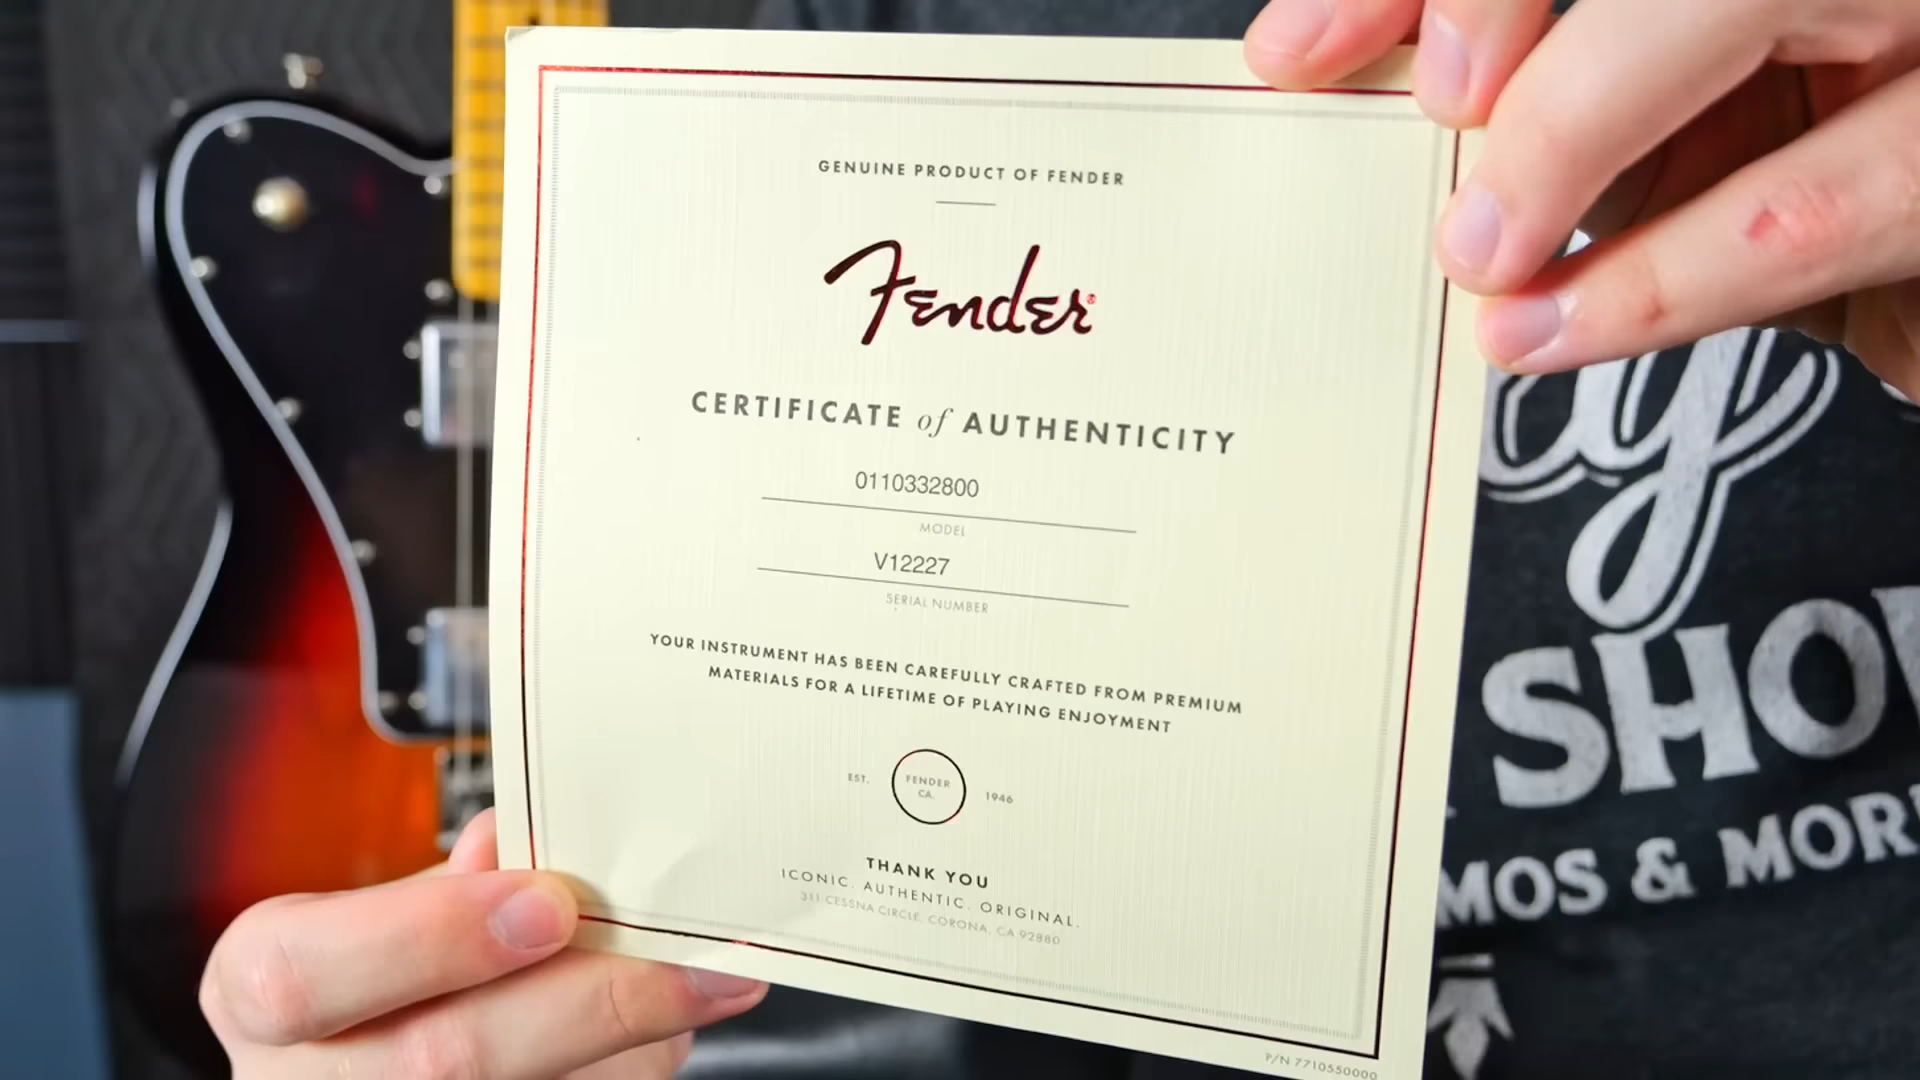 GENUINE PRODUCT OF FENDER
Fender®
CERTIFICATE of AUTHENTICITY
0110332800
MODEL
V12227
SERIAL NUMBER
YOUR INSTRUMENT HAS BEEN CAREFULLY CRAFTED FROM PREMIUM
MATERIALS FOR A LIFETIME OF PLAYING ENJOYMENT
EST. FENDER CA. 1946
THANK YOU
ICONIC. AUTHENTIC. ORIGINAL.
311 CESSNA CIRCLE, CORONA, CA 92880
P/N 7710550000
SHOW
& MOR